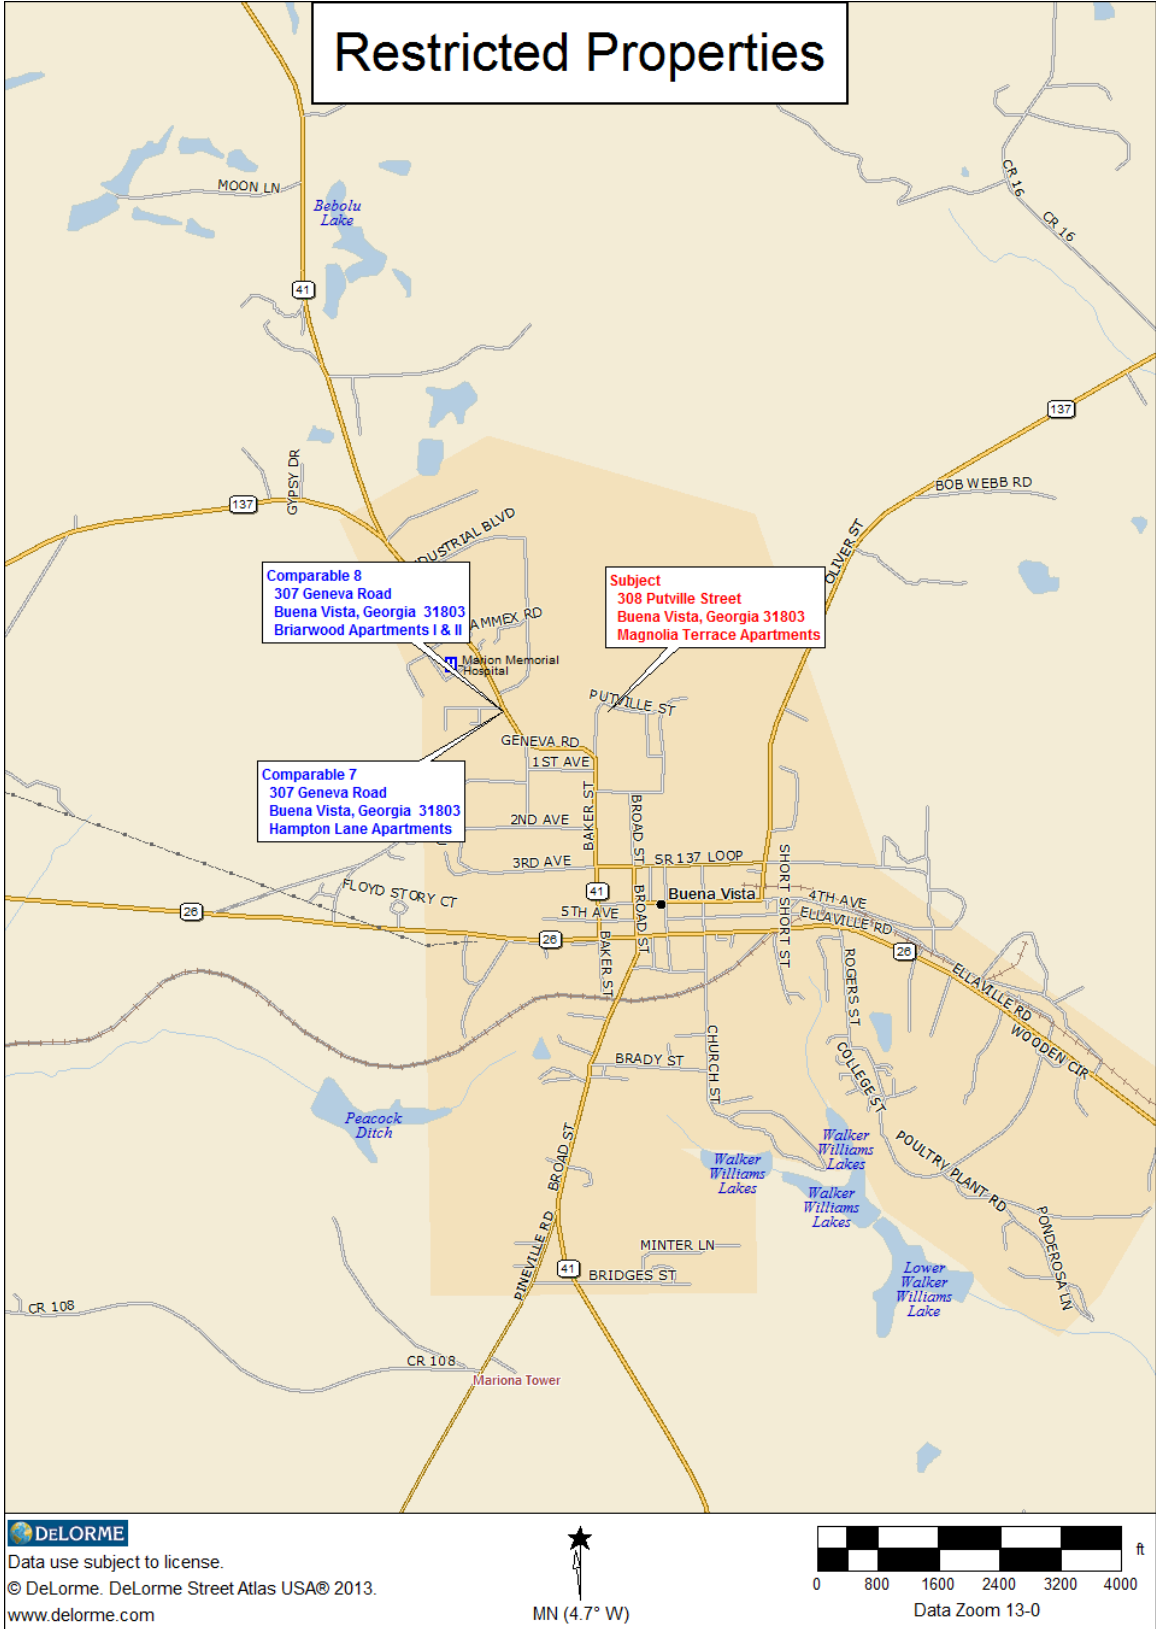 Restricted Properties
MOON LN
Bebolu
Lake
CR 16
CR 16
41
137
137
GYPSY DR
BOB WEBB RD
OLIVER ST
DUSTRIAL BLVD
Comparable 8
307 Geneva Road
Buena Vista, Georgia 31803
Briarwood Apartments I & II
Subject
308 Putville Street
Buena Vista, Georgia 31803
Magnolia Terrace Apartments
AMMEX RD
H
Marion Memorial
Hospital
PUTVILLE ST
GENEVA RD
1ST AVE
Comparable 7
307 Geneva Road
Buena Vista, Georgia 31803
Hampton Lane Apartments
BAKER ST
BROAD ST
2ND AVE
3RD AVE
SR 137 LOOP
SHORT ST
FLOYD STORY CT
41
BROAD ST
Buena Vista
4TH AVE
26
5TH AVE
ELLAVILLE RD
26
BAKER ST
SHORT ST
26
ROGERS ST
ELLAVILLE RD
WOODEN CIR
BRADY ST
CHURCH ST
COLLEGE ST
Peacock
Ditch
Walker
Williams
Lakes
Walker
Williams
Lakes
Walker
Williams
Lakes
POULTRY PLANT RD
BROAD ST
PINEVILLE RD
MINTER LN
PONDEROSA LN
41
BRIDGES ST
Lower
Walker
Williams
Lake
CR 108
CR 108
Mariona Tower
DELORME
Data use subject to license.
© DeLorme. DeLorme Street Atlas USA® 2013.
www.delorme.com
MN (4.7° W)
ft
0 800 1600 2400 3200 4000
Data Zoom 13-0